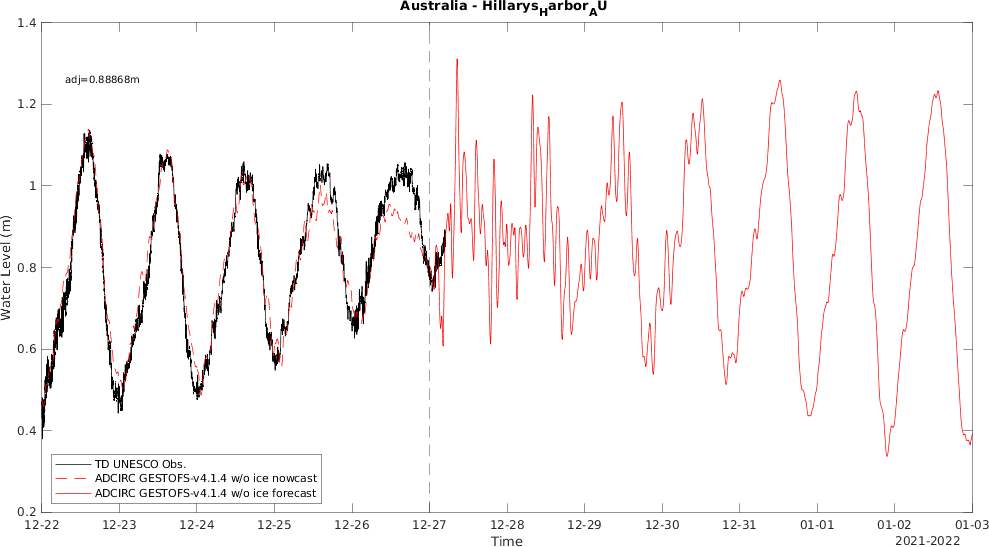 Australia - HillarysHarborAU
adj=0.88868m
Water Level (m)
1.4
1.2
1
0.8
0.6
0.4
0.2
TD UNESCO Obs.
ADCIRC GESTOFS-v4.1.4 w/o ice nowcast
ADCIRC GESTOFS-v4.1.4 w/o ice forecast
12-22 12-23 12-24 12-25 12-26 12-27 12-28 12-29 12-30 12-31 01-01 01-02 01-03
Time
2021-2022